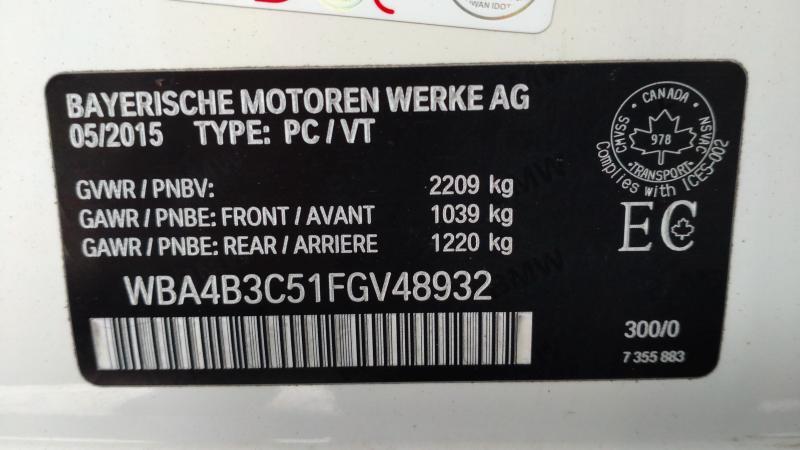 WAN IDOT
BAYERISCHE MOTOREN WERKE AG
05/2015 TYPE: PC / VT
GVWR / PNBV: 2209 kg
GAWR / PNBE: FRONT / AVANT 1039 kg
GAWR / PNBE: REAR / ARRIERE 1220 kg
WBA4B3C51FGV48932
CANADA
CMVSS
NSVAC
978
TRANSPORT
Complies with ICES-002
EC
300/0
7 355 883